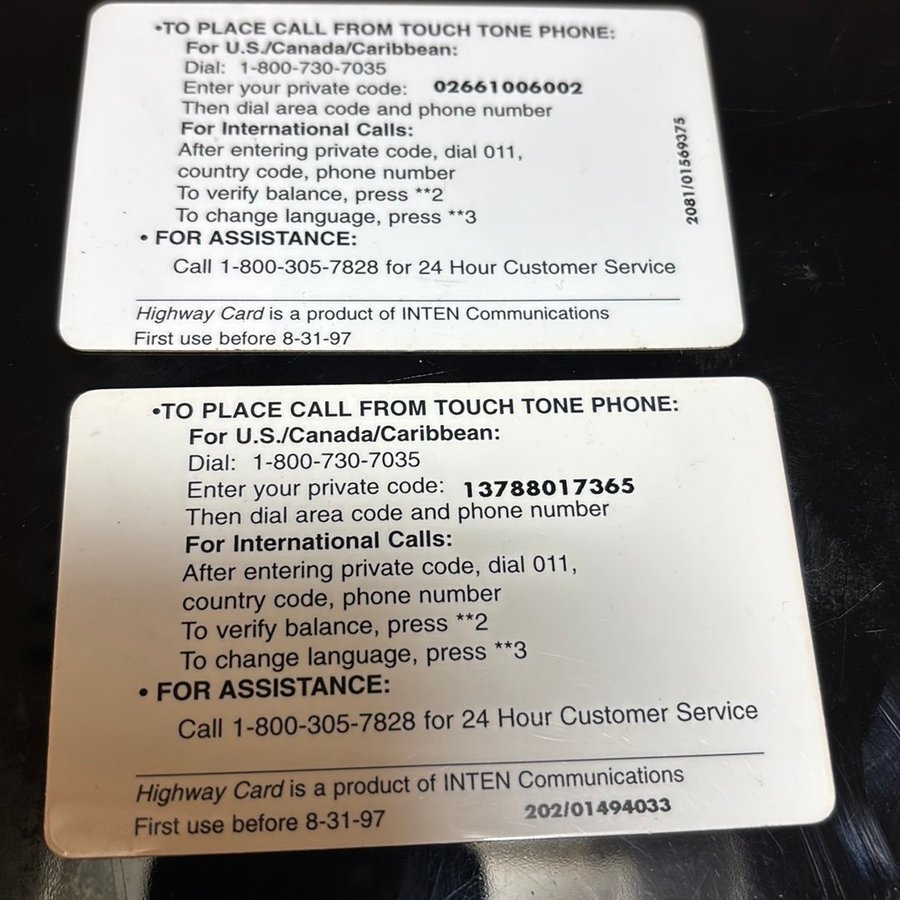 •TO PLACE CALL FROM TOUCH TONE PHONE:
For U.S./Canada/Caribbean:
Dial: 1-800-730-7035
Enter your private code: 02661006002
Then dial area code and phone number
For International Calls:
After entering private code, dial 011,
country code, phone number
To verify balance, press **2
To change language, press **3
• FOR ASSISTANCE:
Call 1-800-305-7828 for 24 Hour Customer Service
2081/01569375
Highway Card is a product of INTEN Communications
First use before 8-31-97
•TO PLACE CALL FROM TOUCH TONE PHONE:
For U.S./Canada/Caribbean:
Dial: 1-800-730-7035
Enter your private code: 13788017365
Then dial area code and phone number
For International Calls:
After entering private code, dial 011,
country code, phone number
To verify balance, press **2
To change language, press **3
• FOR ASSISTANCE:
Call 1-800-305-7828 for 24 Hour Customer Service
Highway Card is a product of INTEN Communications
First use before 8-31-97 202/01494033